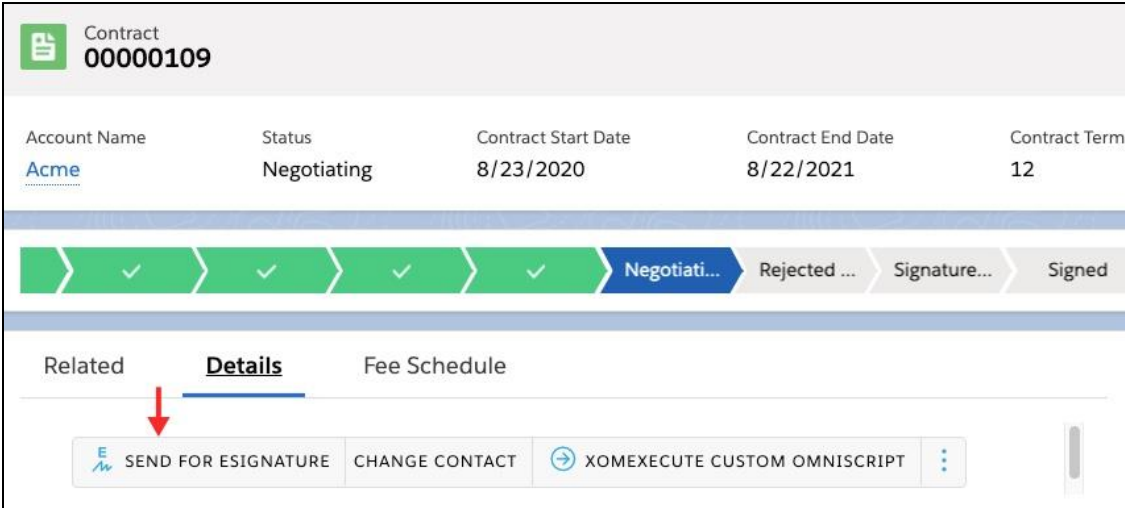 Contract
00000109
Account Name Status Contract Start Date Contract End Date Contract Term
Acme Negotiating 8/23/2020 8/22/2021 12
Negotiati... Rejected ... Signature... Signed
Related Details Fee Schedule
SEND FOR ESIGNATURE CHANGE CONTACT XOMEXECUTE CUSTOM OMNISCRIPT